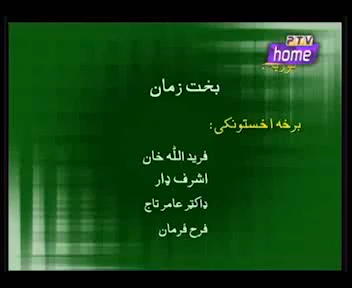 PTV
home
بخت زمان
برخه اخستونکی:
فرید الله خان
اشرف ډار
ډاکټر عامر تاج
فرح فرمان